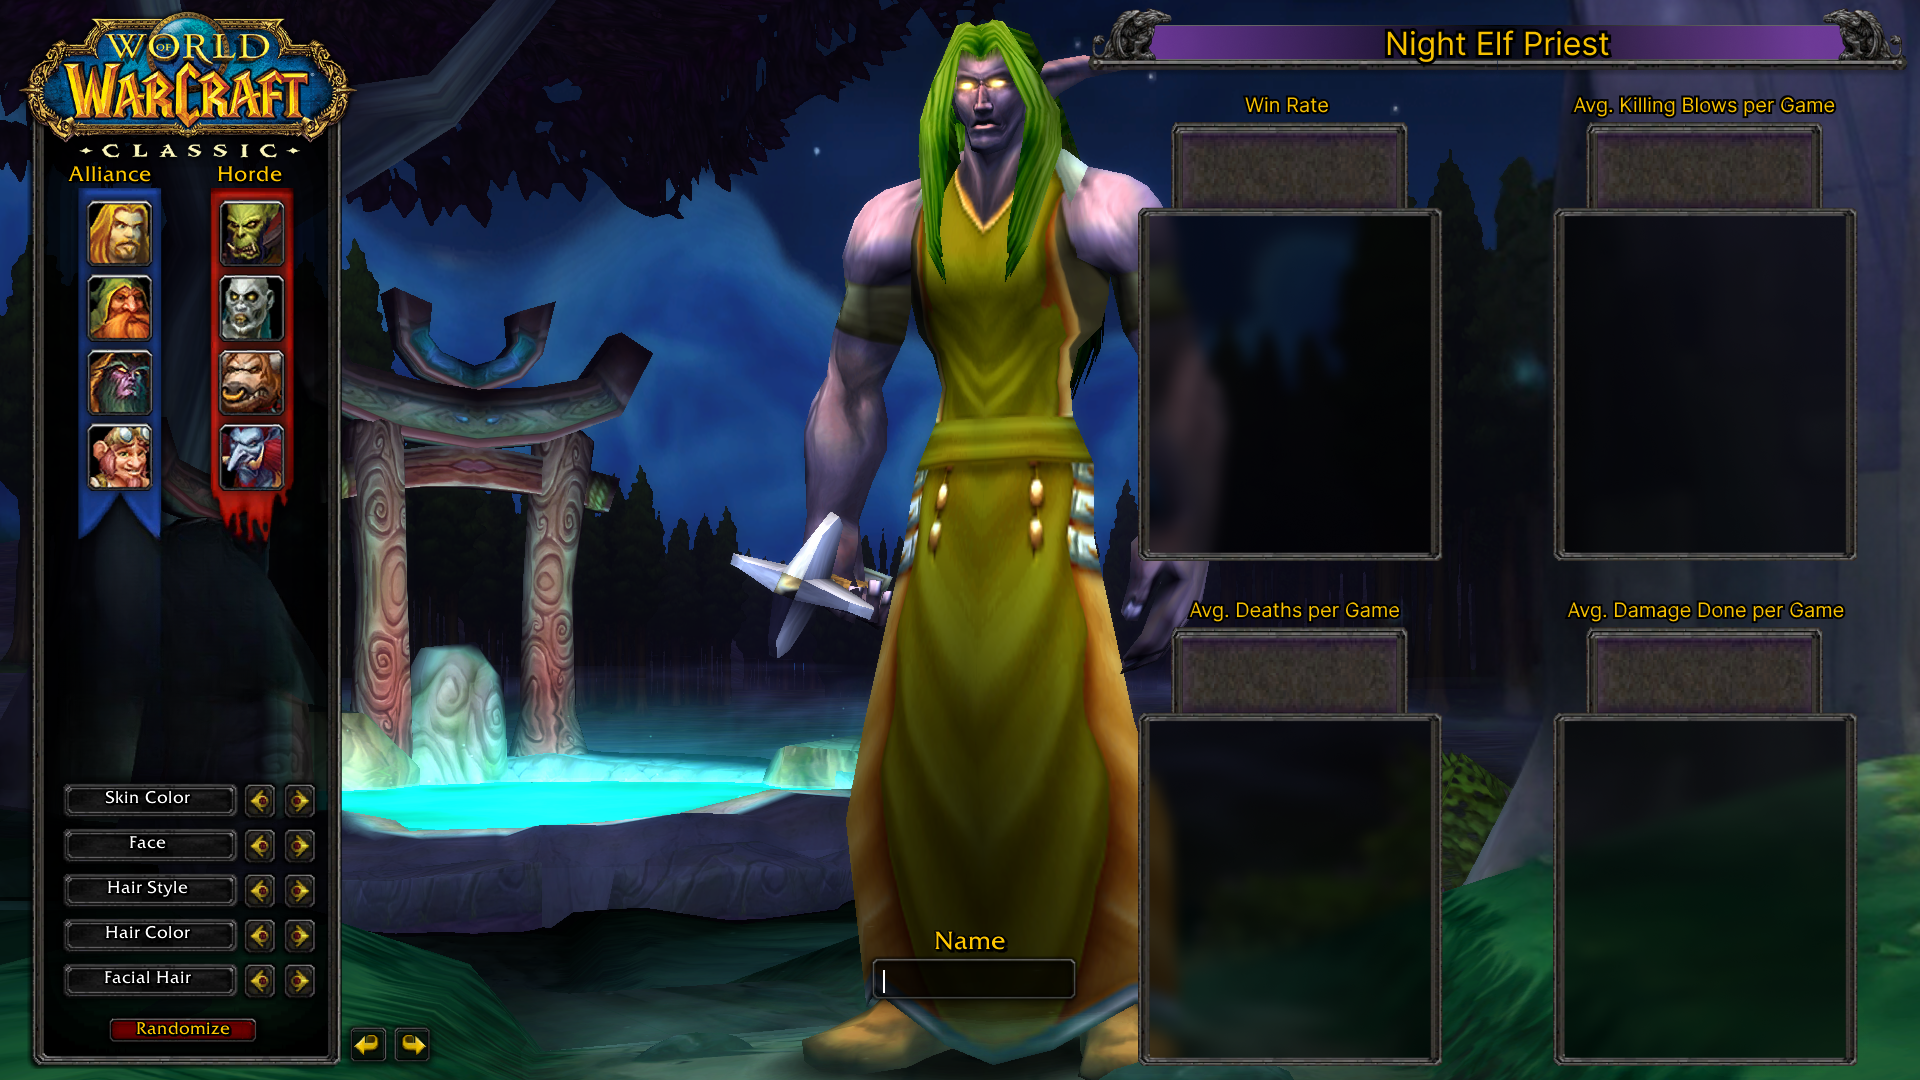 WORLD
OF
WARCRAFT
CLASSIC
Alliance
Horde
Skin Color
Face
Hair Style
Hair Color
Facial Hair
Randomize
Name
Night Elf Priest
Win Rate
Avg. Killing Blows per Game
Avg. Deaths per Game
Avg. Damage Done per Game